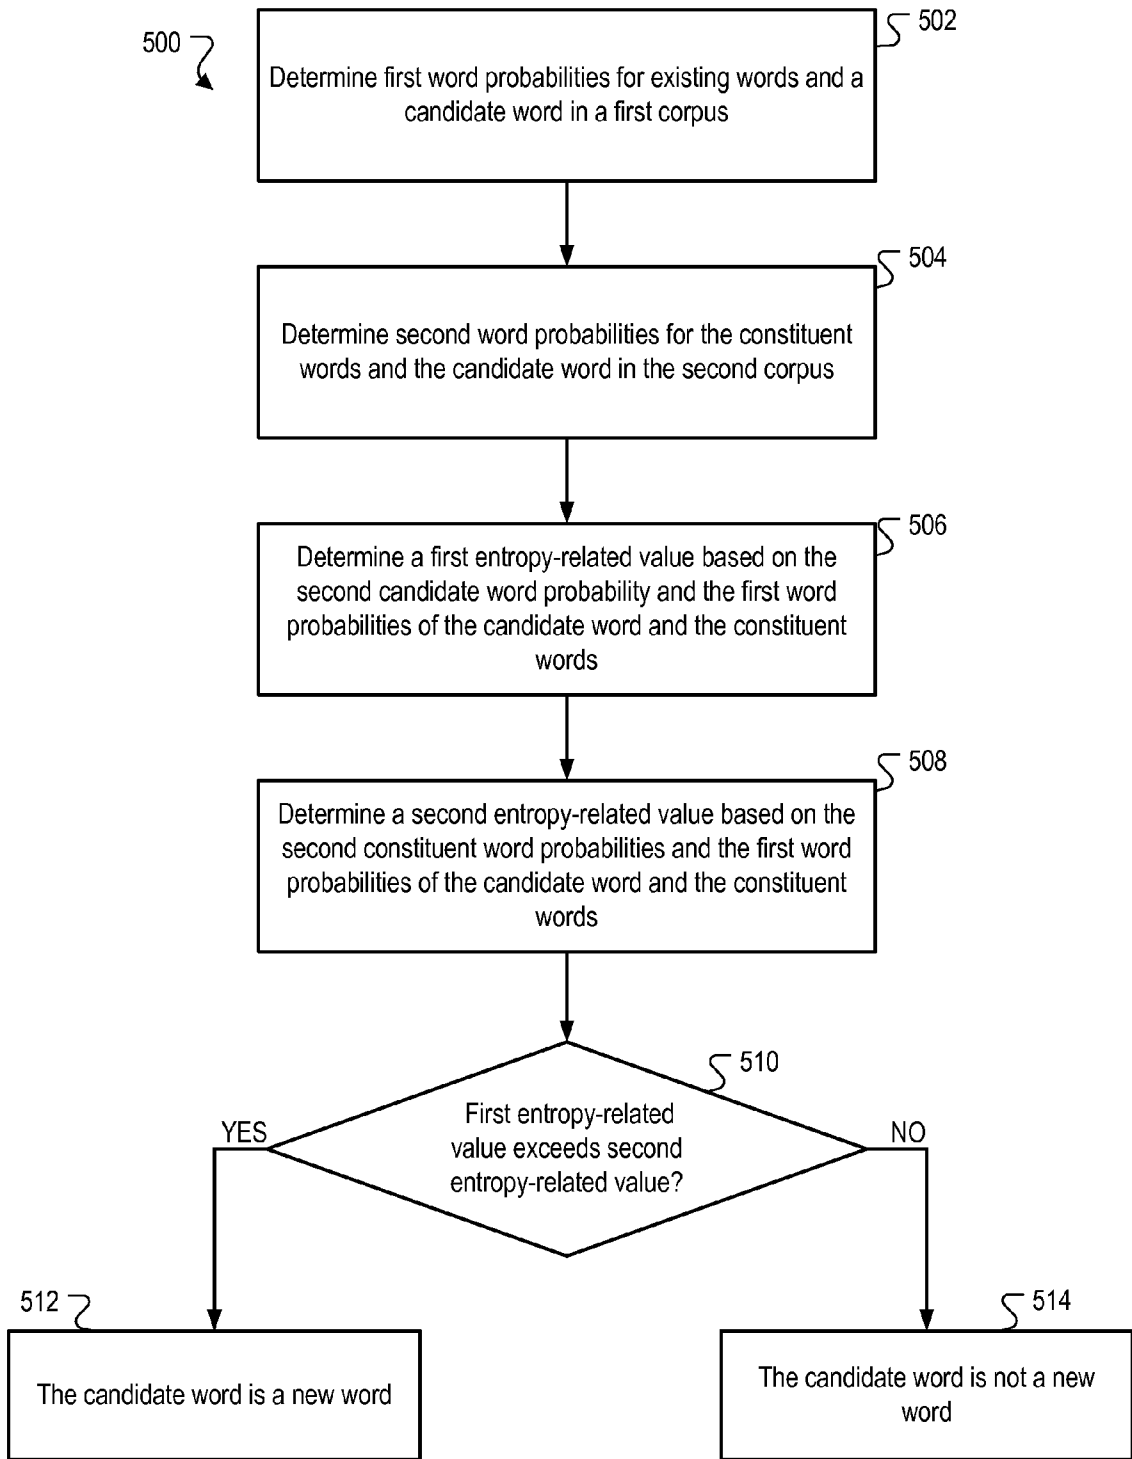 500
502
Determine first word probabilities for existing words and a
candidate word in a first corpus
504
Determine second word probabilities for the constituent
words and the candidate word in the second corpus
506
Determine a first entropy-related value based on the
second candidate word probability and the first word
probabilities of the candidate word and the constituent
words
508
Determine a second entropy-related value based on the
second constituent word probabilities and the first word
probabilities of the candidate word and the constituent
words
510
First entropy-related
value exceeds second
entropy-related value?
YES
NO
512
The candidate word is a new word
514
The candidate word is not a new
word